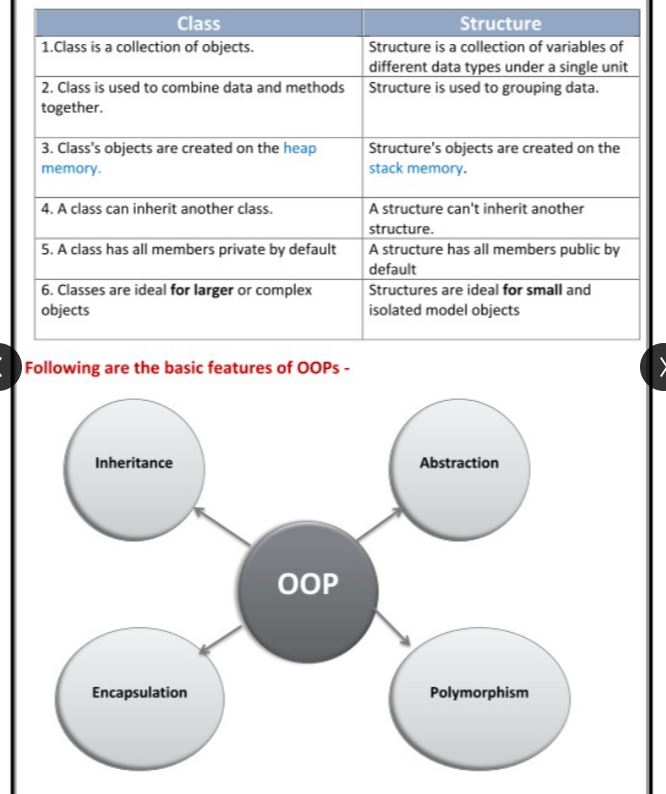 Class Structure
1.Class is a collection of objects. Structure is a collection of variables of
different data types under a single unit
2. Class is used to combine data and methods Structure is used to grouping data.
together.
3. Class's objects are created on the heap Structure's objects are created on the
memory. stack memory.
4. A class can inherit another class. A structure can't inherit another
structure.
5. A class has all members private by default A structure has all members public by
default
6. Classes are ideal for larger or complex Structures are ideal for small and
objects isolated model objects
Following are the basic features of OOPs -
Inheritance Abstraction
OOP
Encapsulation Polymorphism